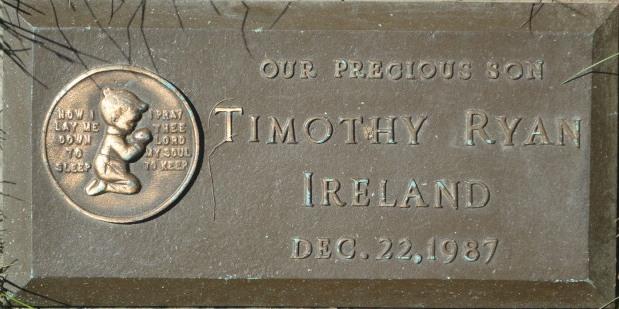 NOW I
LAY ME
DOWN
TO
SLEEP
I PRAY
THEE
LORD
MY SOUL
TO KEEP
OUR PRECIOUS SON
TIMOTHY RYAN
IRELAND
DEC. 22, 1987